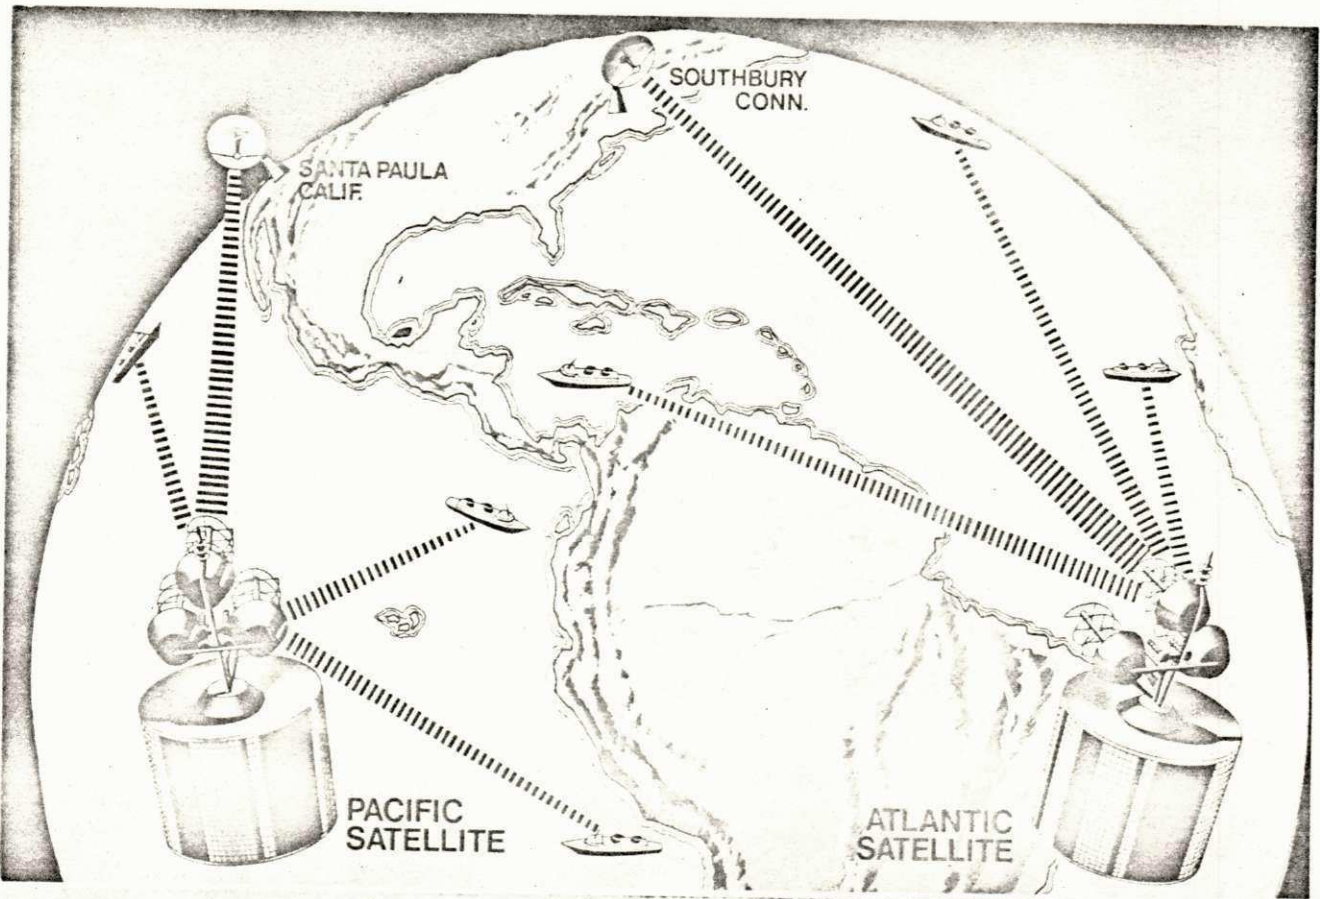 SOUTHBURY
CONN.
SANTA PAULA
CALIF.
PACIFIC
SATELLITE
ATLANTIC
SATELLITE